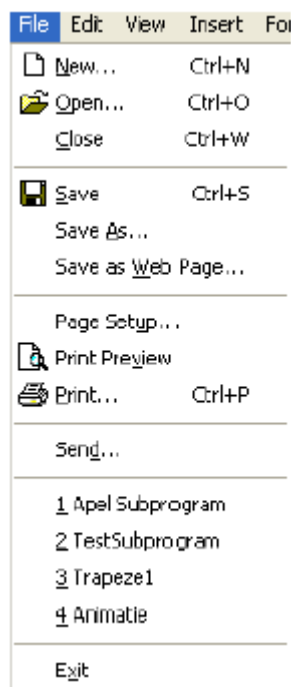 File Edit View Insert For
New... Ctrl+N
Open... Ctrl+O
Close Ctrl+W
Save Ctrl+S
Save As...
Save as Web Page...
Page Setup...
Print Preview
Print... Ctrl+P
Send...
1 Apel Subprogram
2 TestSubprogram
3 Trapeze1
4 Animatie
Exit